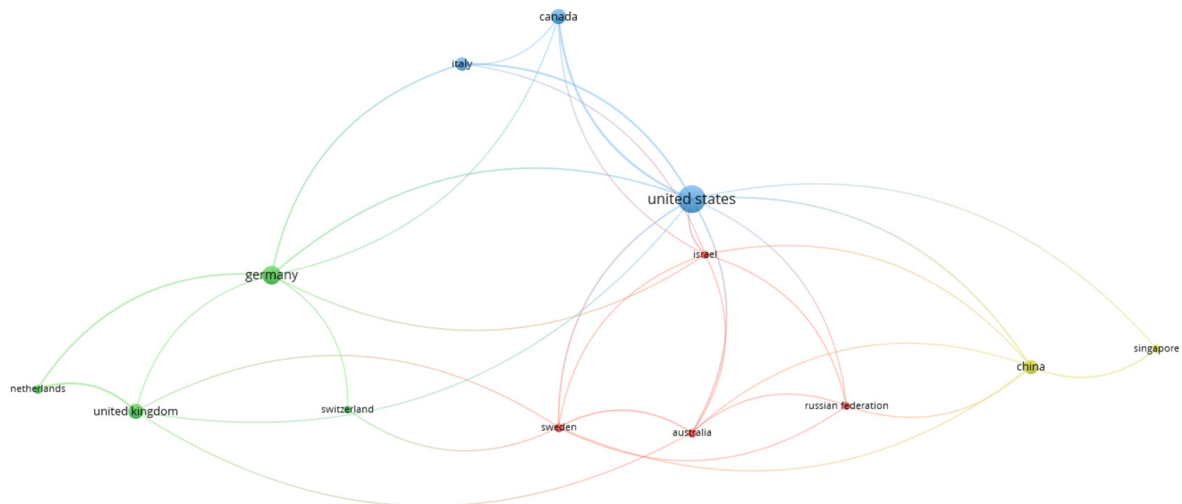 canada
italy
united states
israel
germany
singapore
china
netherlands
united kingdom
switzerland
russian federation
sweden
australia